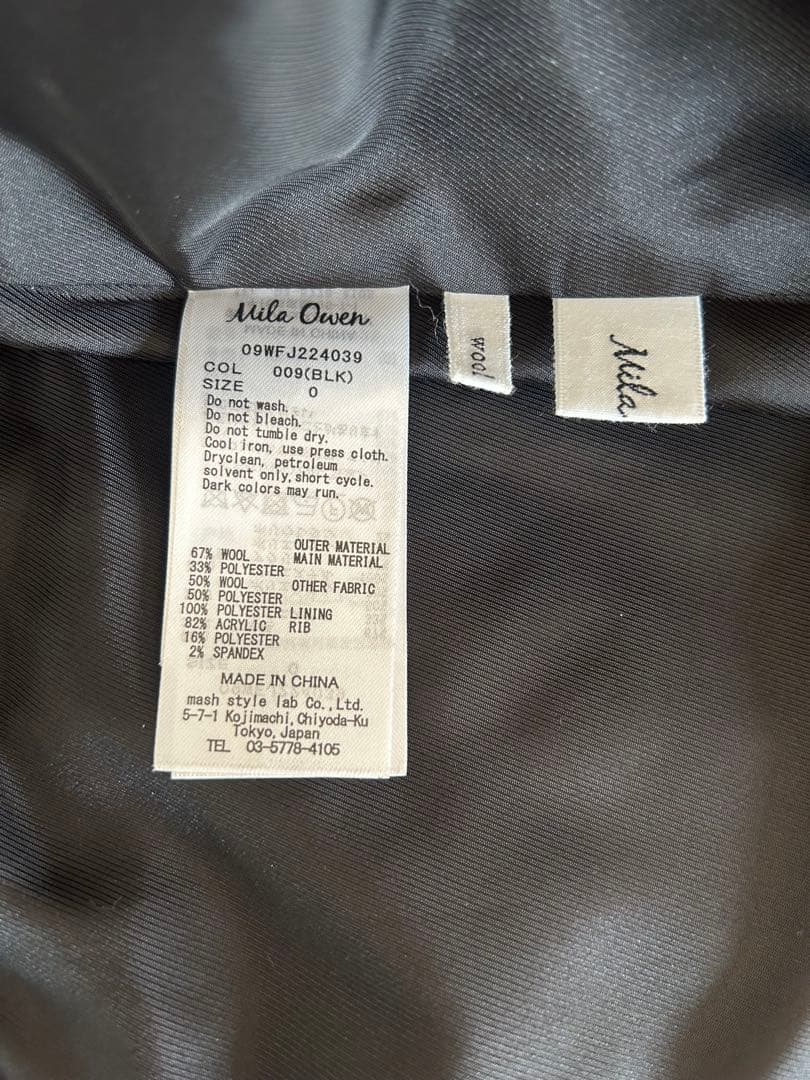 Mila Owen
09WFJ224039
COL 009(BLK)
SIZE 0
Do not wash.
Do not bleach.
Do not tumble dry.
Cool iron, use press cloth.
Dryclean, petroleum
solvent only, short cycle.
Dark colors may run.
OUTER MATERIAL
67% WOOL MAIN MATERIAL
33% POLYESTER
50% WOOL OTHER FABRIC
50% POLYESTER
100% POLYESTER LINING
82% ACRYLIC RIB
16% POLYESTER
2% SPANDEX
MADE IN CHINA
mash style lab Co., Ltd.
5-7-1 Kojimachi, Chiyoda-Ku
Tokyo, Japan
TEL 03-5778-4105
wool
Mila